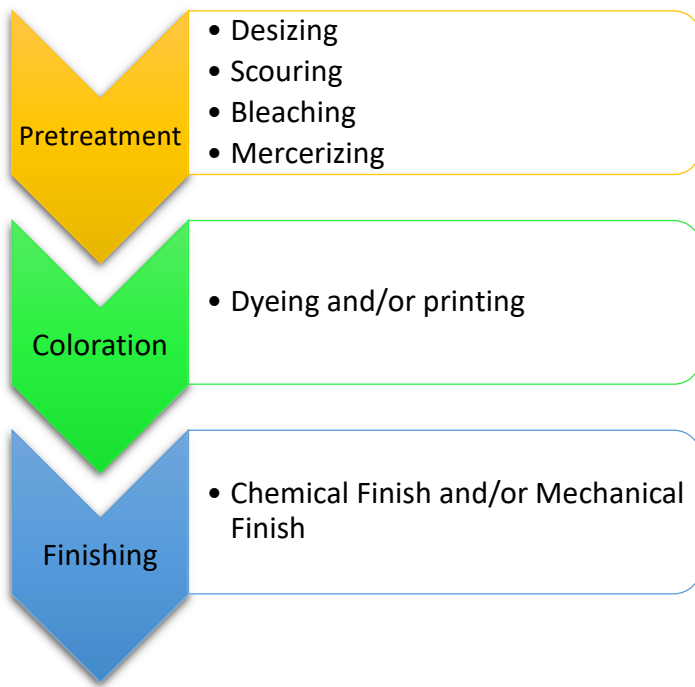 Pretreatment
• Desizing
• Scouring
• Bleaching
• Mercerizing
Coloration
• Dyeing and/or printing
Finishing
• Chemical Finish and/or Mechanical
Finish